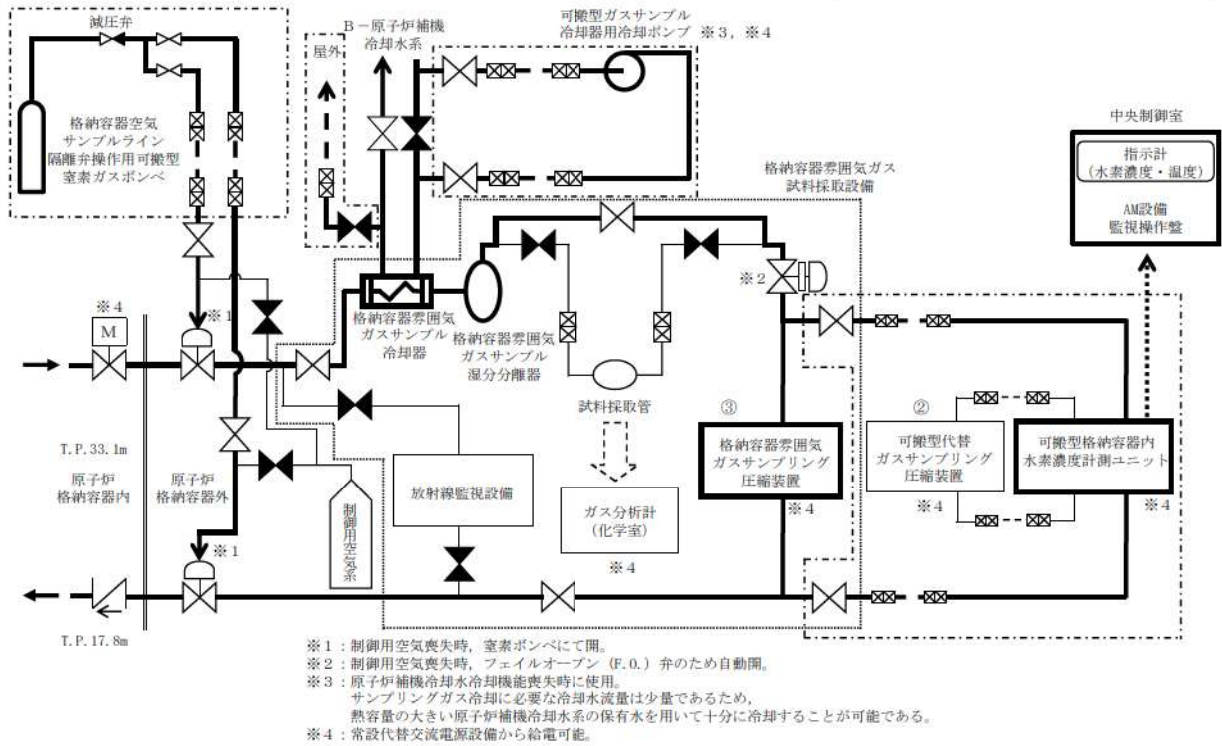 減圧弁
格納容器空気
サンプルライン
隔離弁操作用可搬型
窒素ガスボンベ
屋外
B－原子炉補機
冷却水系
可搬型ガスサンプル
冷却器用冷却ポンプ ※３，※４
中央制御室
指示計
(水素濃度・温度)
AM設備
監視操作盤
格納容器雰囲気ガス
試料採取設備
※４
M
※１
※２
格納容器雰囲気
ガスサンプル
冷却器
格納容器雰囲気
ガスサンプル
湿分分離器
試料採取管
③
格納容器雰囲気
ガスサンプリング
圧縮装置
※４
②
可搬型代替
ガスサンプリング
圧縮装置
※４
可搬型格納容器内
水素濃度計測ユニット
※４
T.P.33.1m
原子炉
格納容器内
原子炉
格納容器外
放射線監視設備
ガス分析計
(化学室)
※４
制御用空気系
※１
T.P.17.8m
※１：制御用空気喪失時，窒素ボンベにて開。
※２：制御用空気喪失時，フェイルオープン（F.O.）弁のため自動開。
※３：原子炉補機冷却水冷却機能喪失時に使用。
サンプリングガス冷却に必要な冷却水流量は少量であるため，
熱容量の大きい原子炉補機冷却水系の保有水を用いて十分に冷却することが可能である。
※４：常設代替交流電源設備から給電可能。